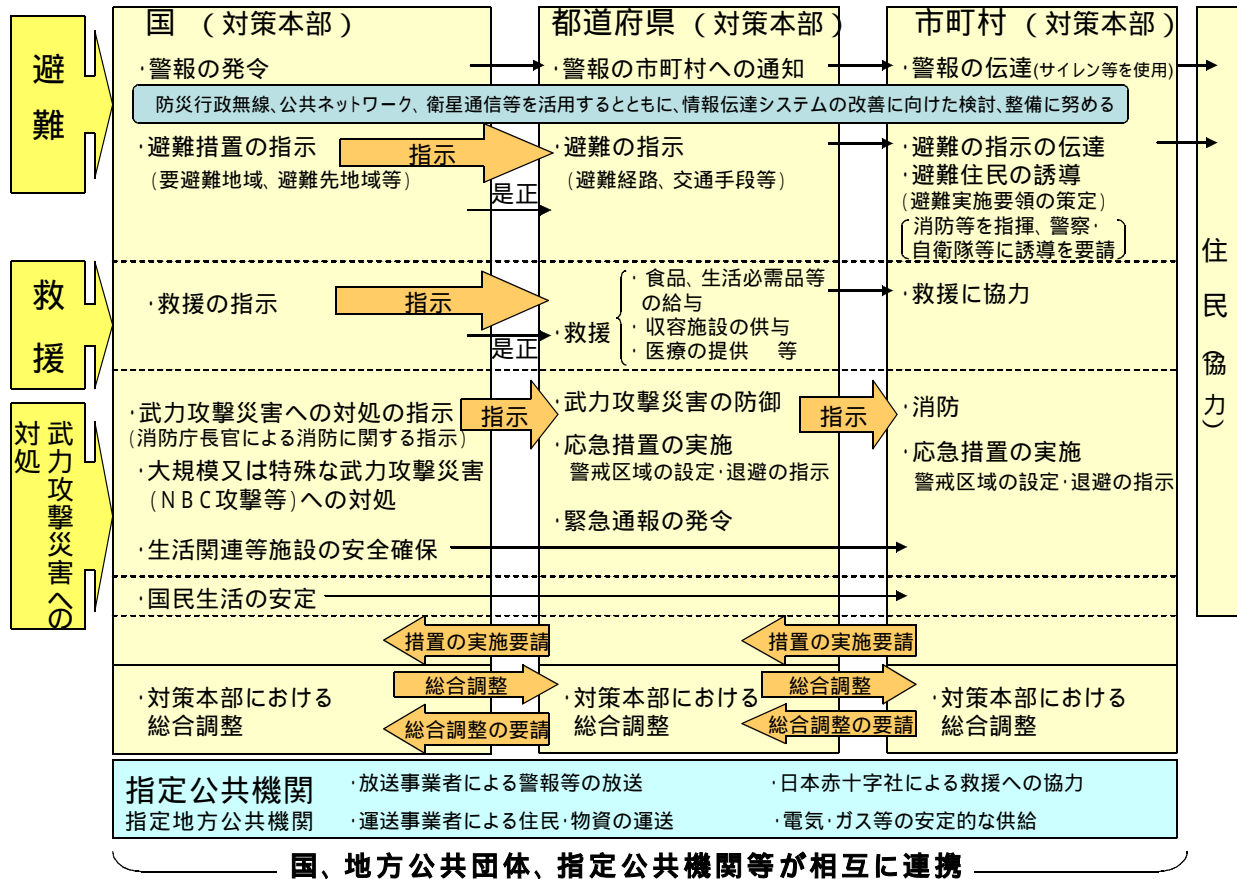 国（対策本部）
都道府県（対策本部）
市町村（対策本部）
避難
･警報の発令
･警報の市町村への通知
･警報の伝達(サイレン等を使用)
防災行政無線、公共ネットワーク、衛星通信等を活用するとともに、情報伝達システムの改善に向けた検討、整備に努める
･避難措置の指示
(要避難地域、避難先地域等)
指示
是正
･避難の指示
(避難経路、交通手段等)
･避難の指示の伝達
･避難住民の誘導
(避難実施要領の策定)
消防等を指揮、警察･
自衛隊等に誘導を要請
住民（協力）
救援
･救援の指示
指示
是正
･救援
･食品、生活必需品等
の給与
･収容施設の供与
･医療の提供　等
･救援に協力
武力攻撃災害への
対処
･武力攻撃災害への対処の指示
(消防庁長官による消防に関する指示)
指示
･武力攻撃災害の防御
指示
･消防
･大規模又は特殊な武力攻撃災害
(ＮＢＣ攻撃等)への対処
･応急措置の実施
警戒区域の設定･退避の指示
･応急措置の実施
警戒区域の設定･退避の指示
･緊急通報の発令
･生活関連等施設の安全確保
･国民生活の安定
措置の実施要請
措置の実施要請
･対策本部における
総合調整
総合調整
総合調整の要請
･対策本部における
総合調整
総合調整
総合調整の要請
･対策本部における
総合調整
指定公共機関
指定地方公共機関
･放送事業者による警報等の放送
･日本赤十字社による救援への協力
･運送事業者による住民･物資の運送
･電気･ガス等の安定的な供給
国、地方公共団体、指定公共機関等が相互に連携